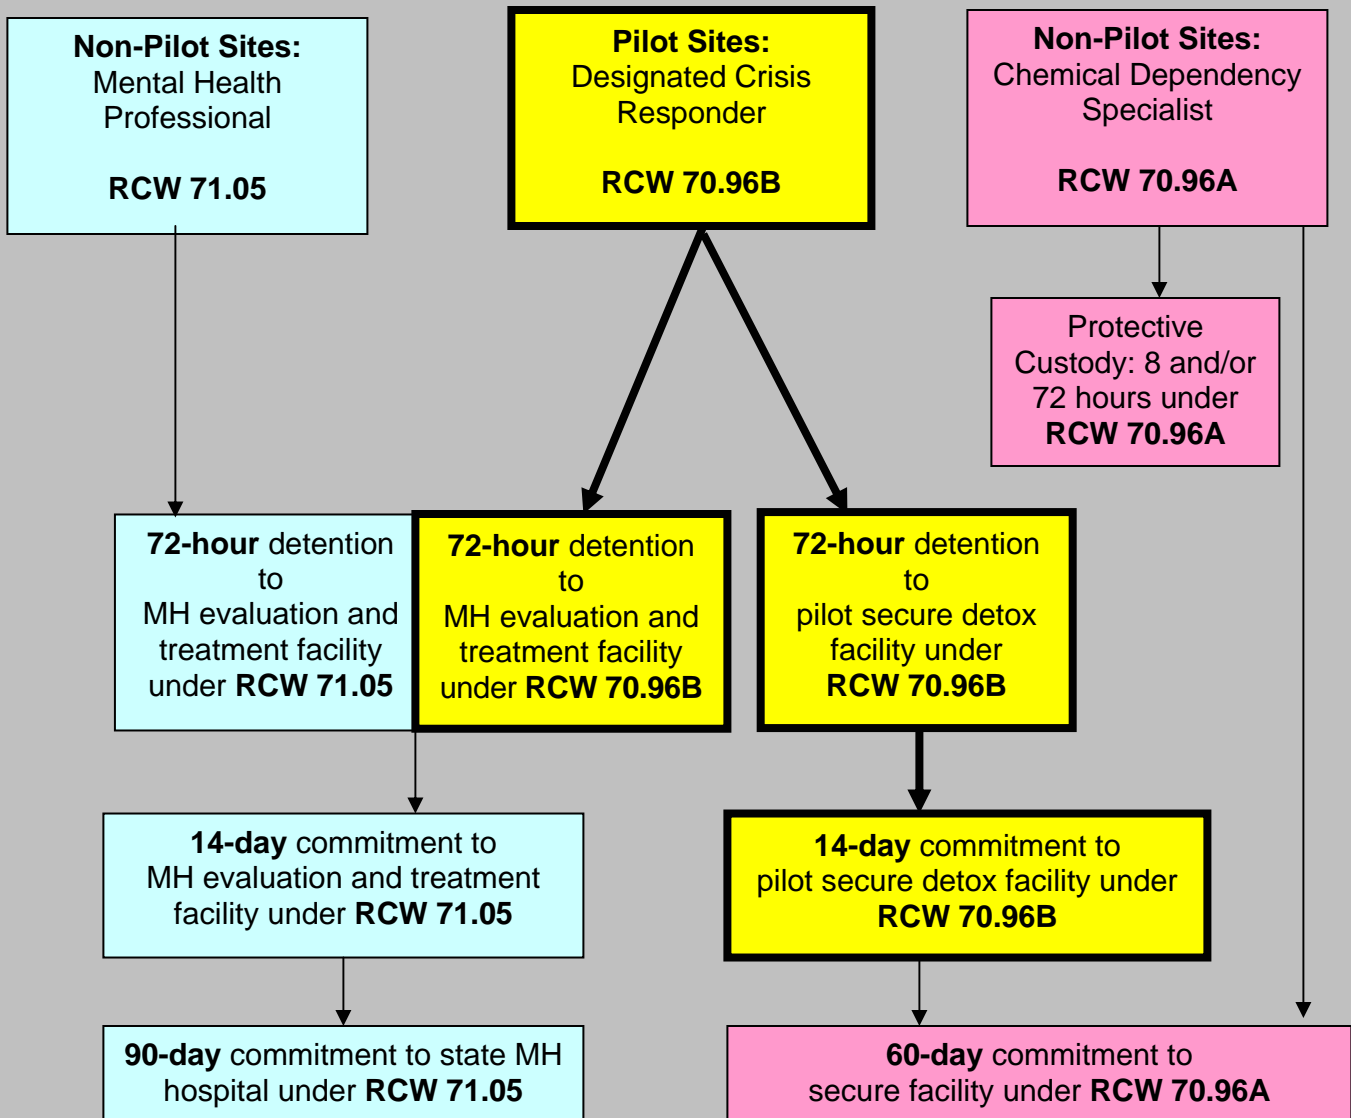 Non-Pilot Sites:
Mental Health
Professional
RCW 71.05
Pilot Sites:
Designated Crisis
Responder
RCW 70.96B
Non-Pilot Sites:
Chemical Dependency
Specialist
RCW 70.96A
Protective
Custody: 8 and/or
72 hours under
RCW 70.96A
72-hour detention
to
MH evaluation and
treatment facility
under RCW 71.05
72-hour detention
to
MH evaluation and
treatment facility
under RCW 70.96B
72-hour detention
to
pilot secure detox
facility under
RCW 70.96B
14-day commitment to
MH evaluation and treatment
facility under RCW 71.05
14-day commitment to
pilot secure detox facility under
RCW 70.96B
90-day commitment to state MH
hospital under RCW 71.05
60-day commitment to
secure facility under RCW 70.96A